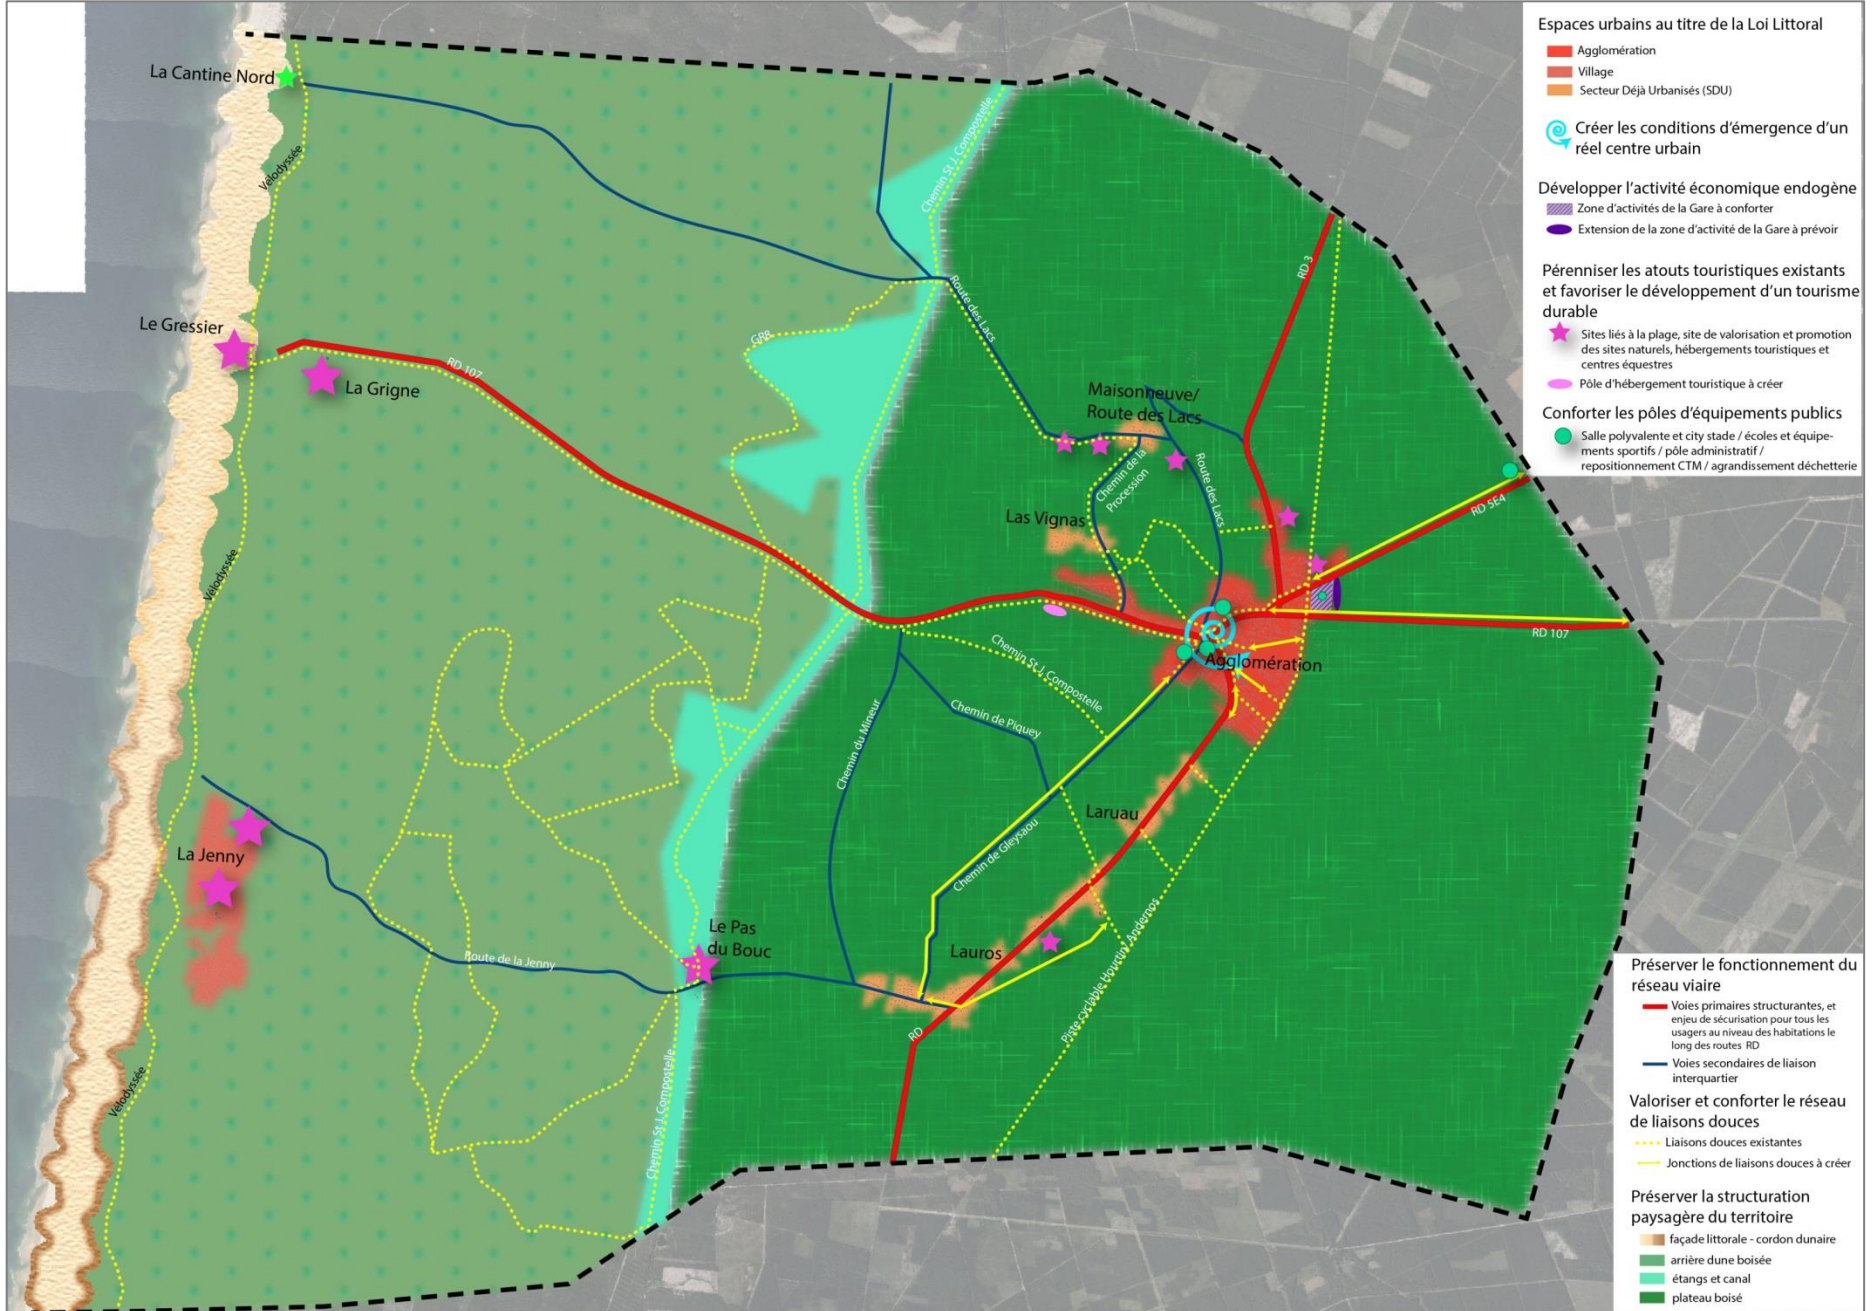 Espaces urbains au titre de la Loi Littoral
Agglomération
Village
Secteur Déjà Urbanisés (SDU)
Créer les conditions d'émergence d'un
réel centre urbain
Développer l'activité économique endogène
Zone d'activités de la Gare à conforter
Extension de la zone d'activité de la Gare à prévoir
Pérenniser les atouts touristiques existants
et favoriser le développement d'un tourisme
durable
Sites liés à la plage, site de valorisation et promotion
des sites naturels, hébergements touristiques et
centres équestres
Pôle d'hébergement touristique à créer
Conforter les pôles d'équipements publics
Salle polyvalente et city stade / écoles et équipe-
ments sportifs / pôle administratif /
repositionnement CTM / agrandissement déchetterie
La Cantine Nord
Vélodyssée
Chemin St J. Compostelle
RD 3
Le Gressier
La Grigne
RD 107
GR8
Route des Lacs
Maisonneuve/
Route des Lacs
Chemin de la
Procession
Route des Lacs
Las Vignas
RD 5E4
Vélodyssée
RD 107
Agglomération
Chemin St J. Compostelle
Chemin de Piquey
Chemin du Mineur
Laruau
Chemin de Gleysaou
La Jenny
Route de la Jenny
Le Pas
du Bouc
Lauros
Piste cyclable Hourtin- Andernos
RD
Vélodyssée
Chemin St J. Compostelle
Préserver le fonctionnement du
réseau viaire
Voies primaires structurantes, et
enjeu de sécurisation pour tous les
usagers au niveau des habitations le
long des routes RD
Voies secondaires de liaison
interquartier
Valoriser et conforter le réseau
de liaisons douces
Liaisons douces existantes
Jonctions de liaisons douces à créer
Préserver la structuration
paysagère du territoire
façade littorale - cordon dunaire
arrière dune boisée
étangs et canal
plateau boisé